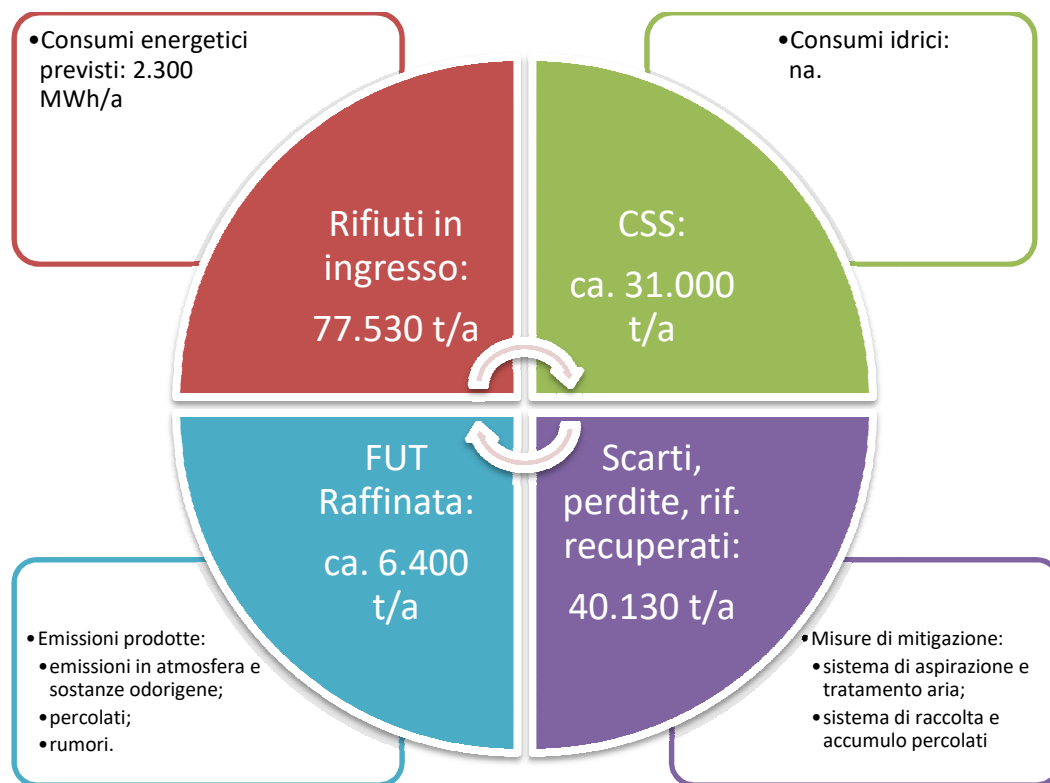 •Consumi energetici
previsti: 2.300
MWh/a
•Consumi idrici:
na.
Rifiuti in
ingresso:
77.530 t/a
CSS:
ca. 31.000
t/a
FUT
Raffinata:
ca. 6.400
t/a
Scarti,
perdite, rif.
recuperati:
40.130 t/a
•Emissioni prodotte:
•emissioni in atmosfera e
sostanze odorigene;
•percolati;
•rumori.
•Misure di mitigazione:
•sistema di aspirazione e
tratamento aria;
•sistema di raccolta e
accumulo percolati